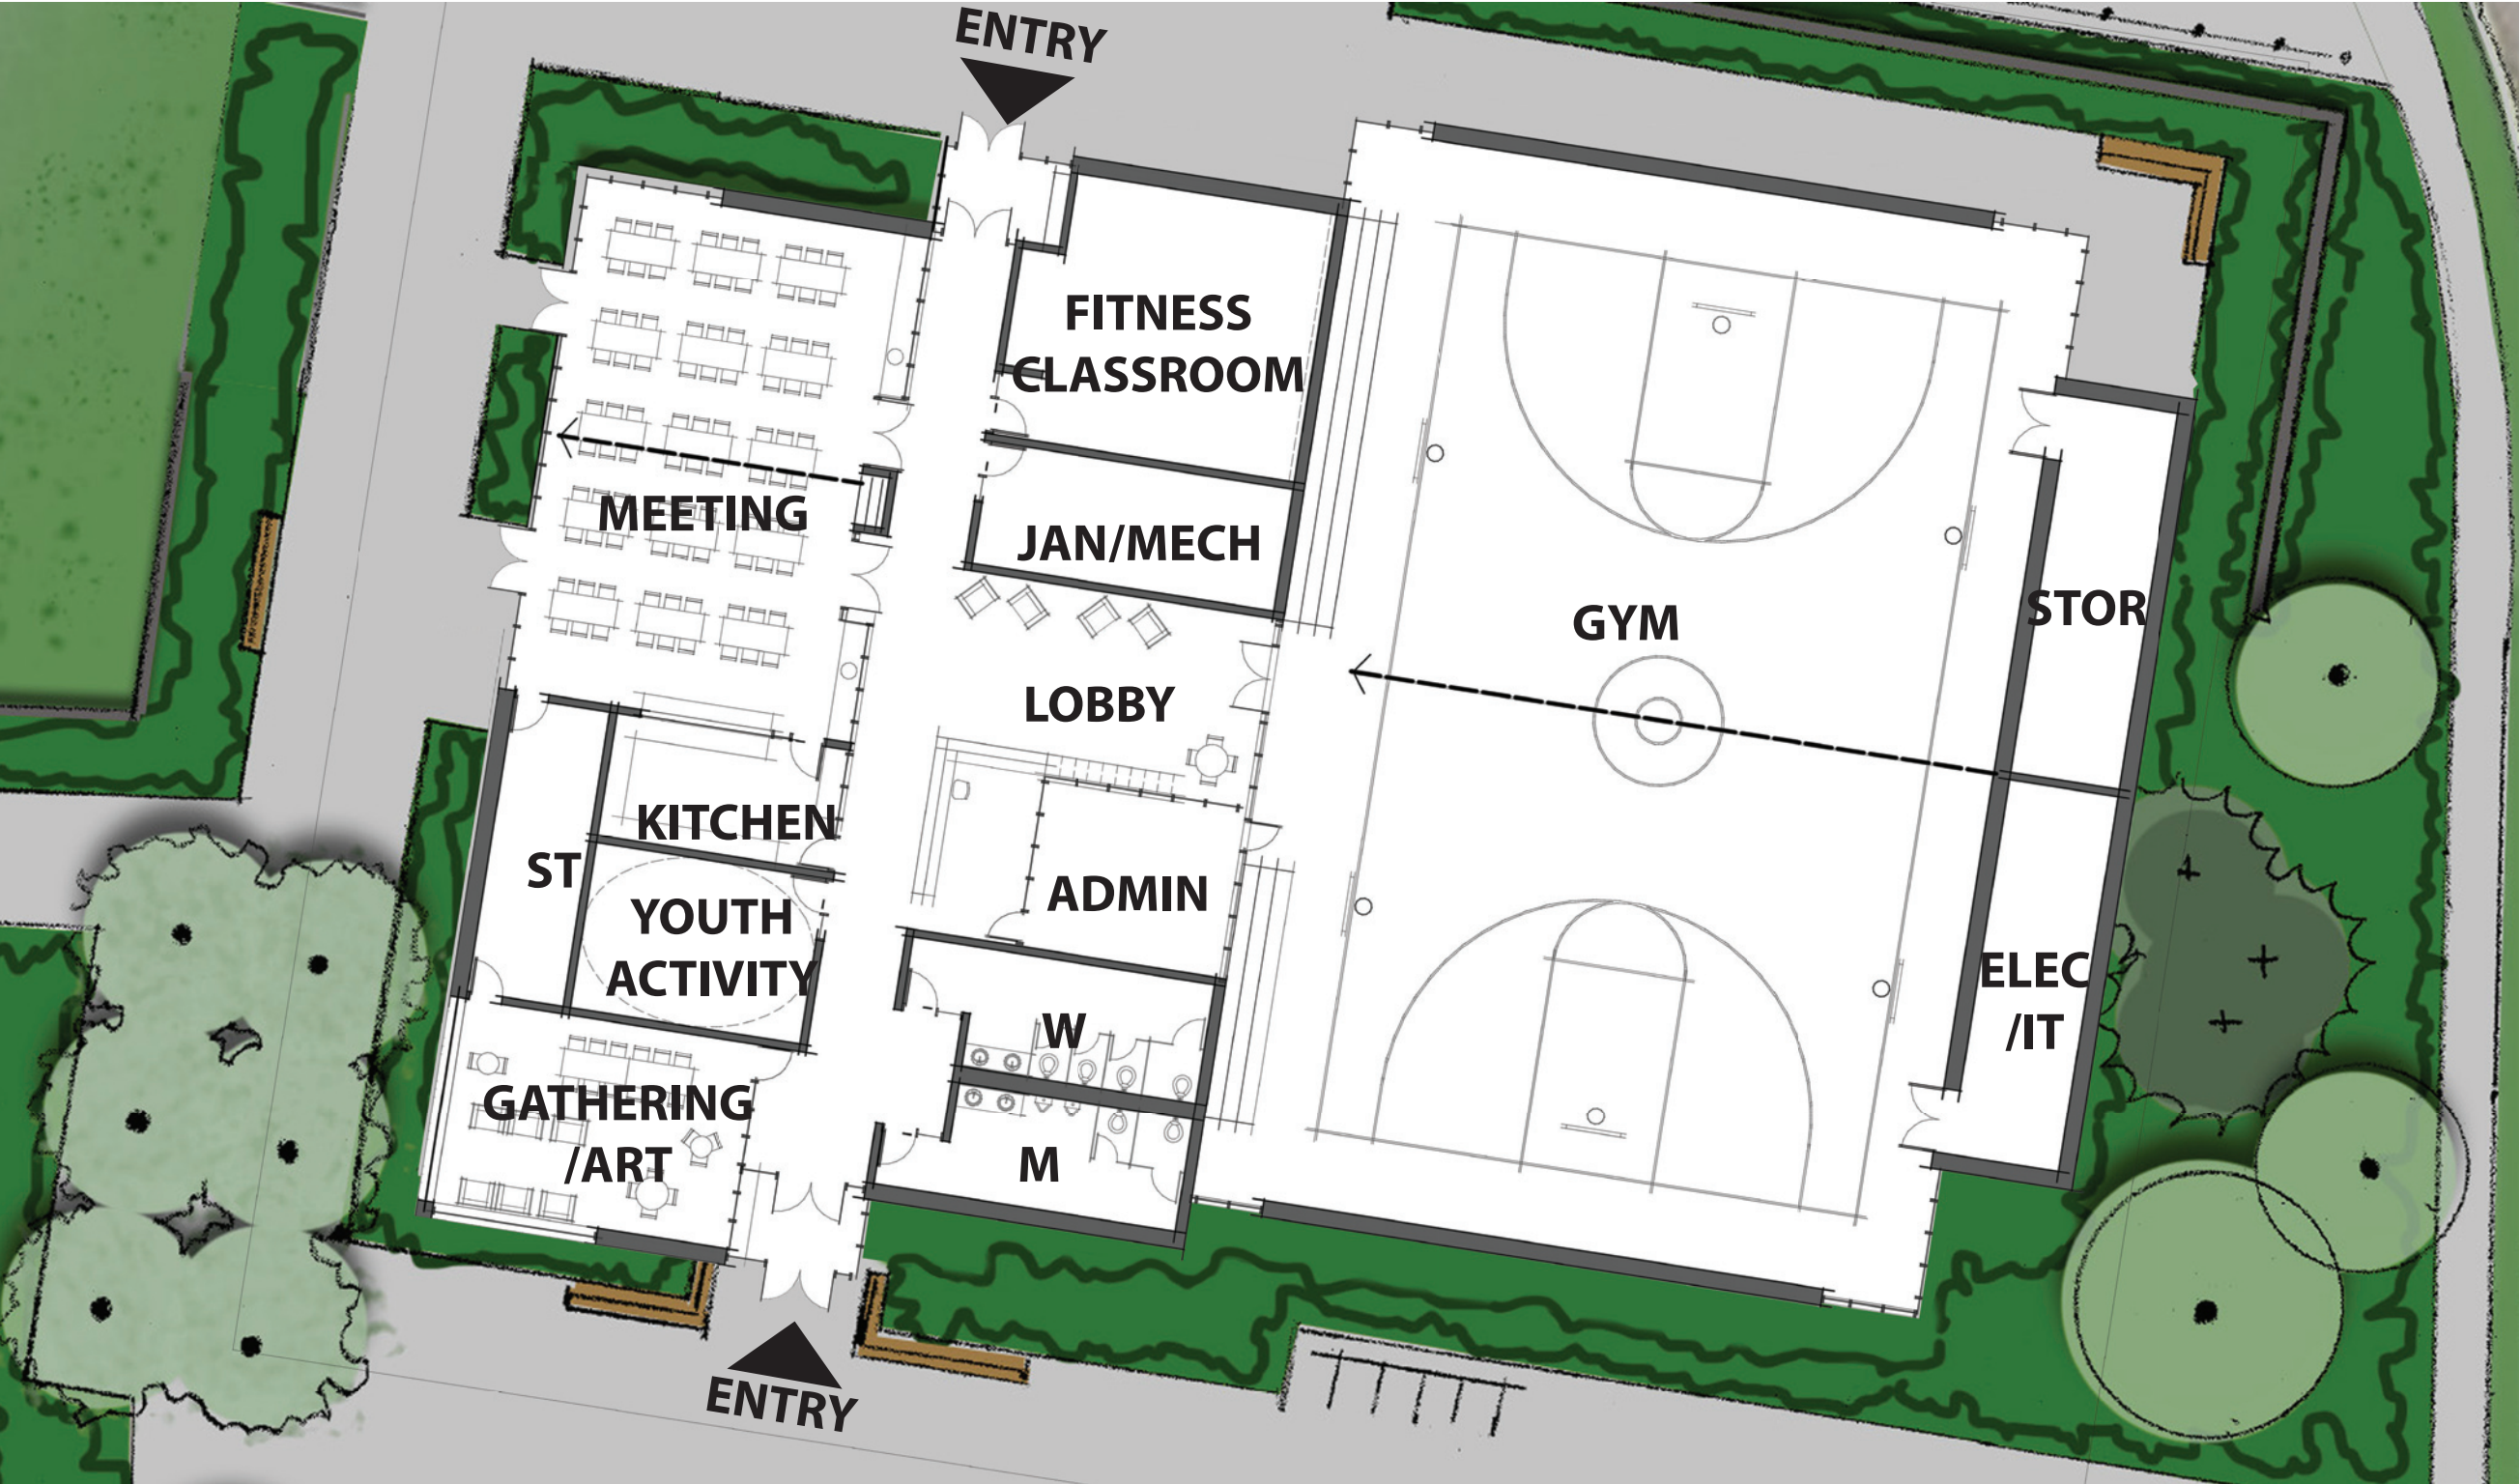 ENTRY
FITNESS
CLASSROOM
MEETING
JAN/MECH
GYM
STOR
LOBBY
KITCHEN
ST
YOUTH
ACTIVITY
ADMIN
ELEC
/IT
W
GATHERING
/ART
M
ENTRY